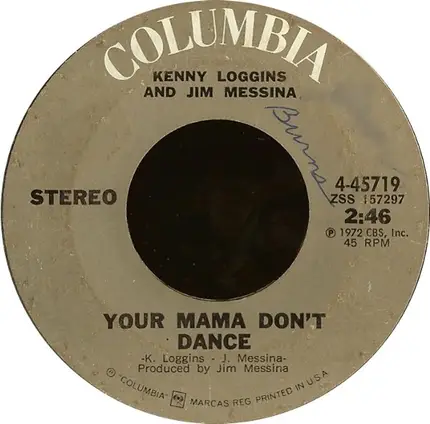 COLUMBIA
KENNY LOGGINS
AND JIM MESSINA
Burns
STEREO
4-45719
ZSS 157297
2:46
Ⓟ 1972 CBS, Inc.
45 RPM
YOUR MAMA DON'T
DANCE
-K. Loggins - J. Messina-
Produced by Jim Messina
® "COLUMBIA" MARCAS REG. PRINTED IN U.S.A